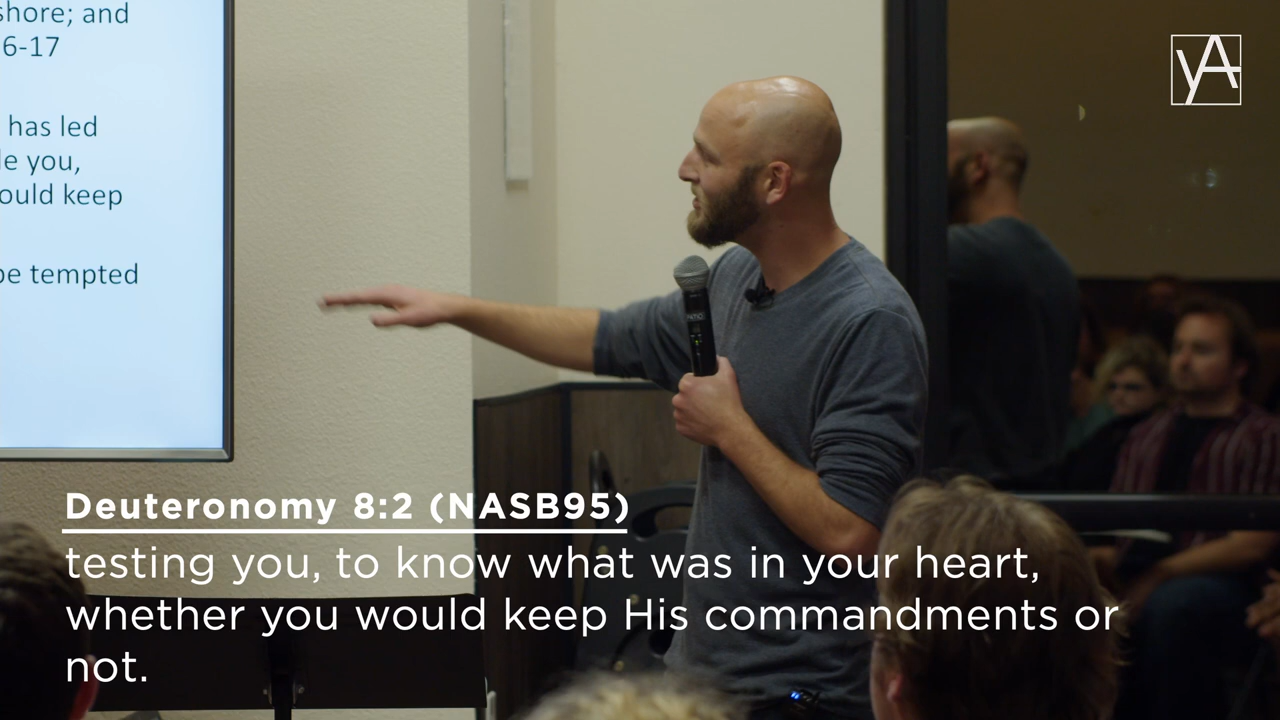 shore; and
6-17
has led
le you,
ould keep
be tempted
yA
Deuteronomy 8:2 (NASB95)
testing you, to know what was in your heart,
whether you would keep His commandments or
not.